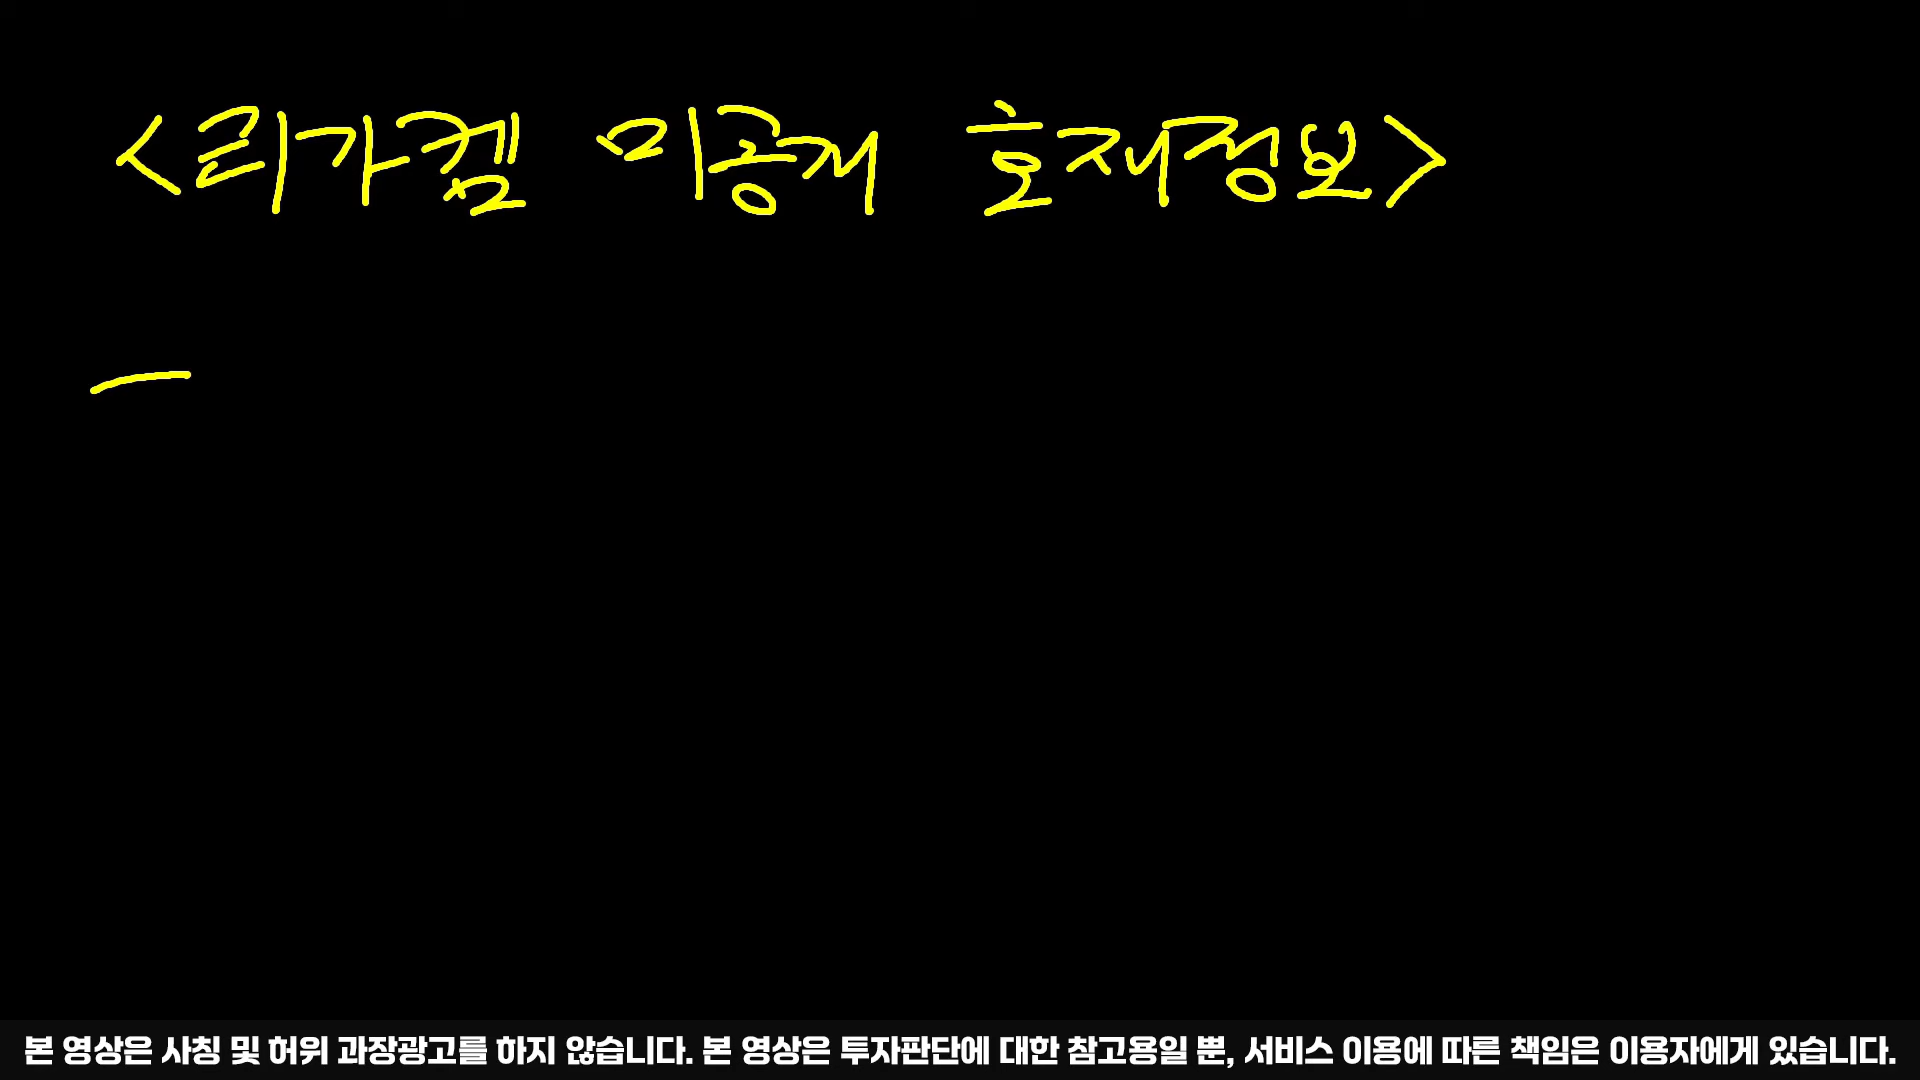 <리가켐 미공개 호재정보>
본 영상은 사칭 및 허위 과장광고를 하지 않습니다. 본 영상은 투자판단에 대한 참고용일 뿐, 서비스 이용에 따른 책임은 이용자에게 있습니다.